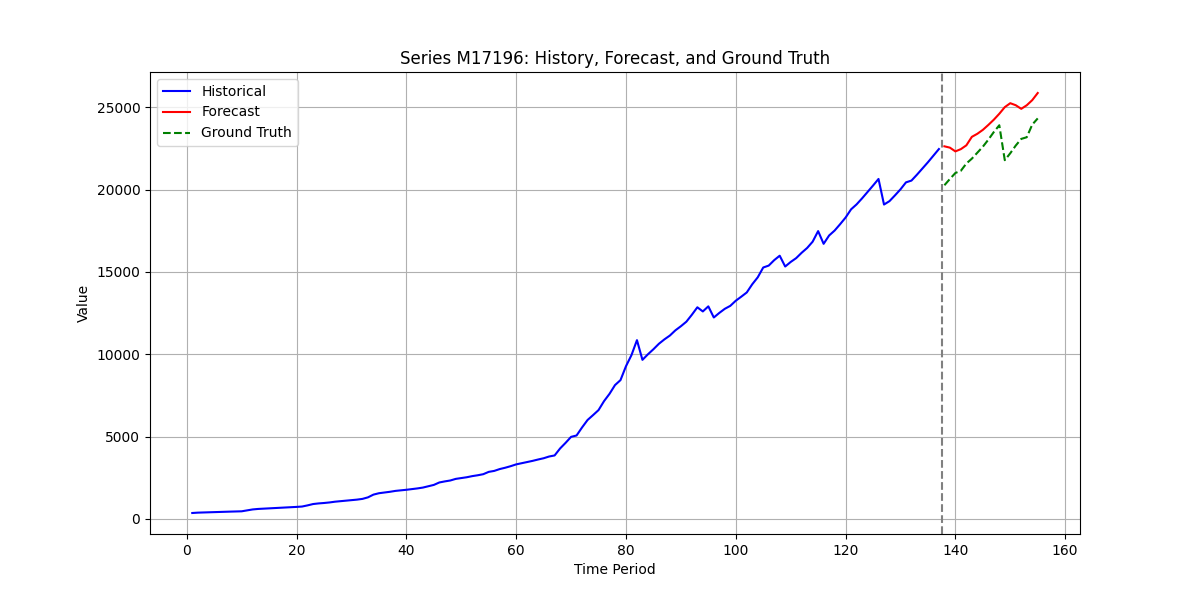 Series M17196: History, Forecast, and Ground Truth
Historical
Forecast
Ground Truth
25000
20000
15000
10000
5000
0
Value
0 20 40 60 80 100 120 140 160
Time Period